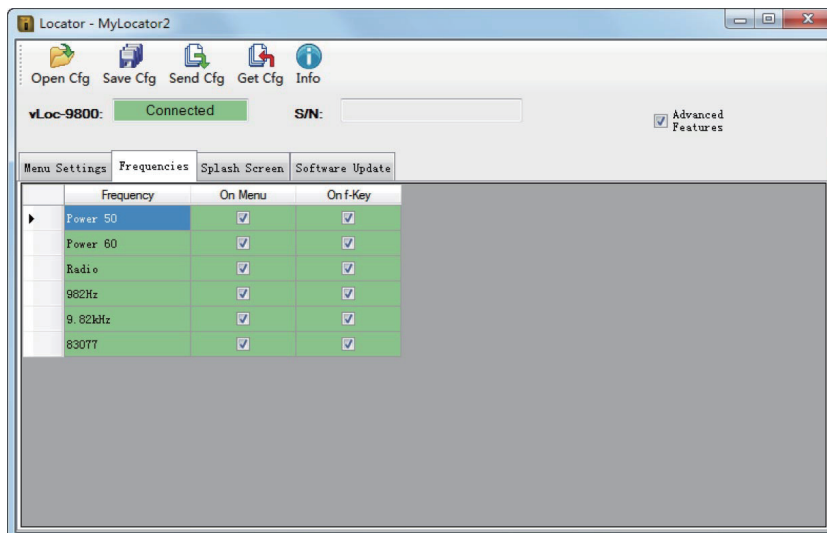 Locator - MyLocator2
Open Cfg Save Cfg Send Cfg Get Cfg Info
vLoc-9800: Connected S/N: Advanced Features
Menu Settings Frequencies Splash Screen Software Update
Frequency On Menu On f-Key
Power 50
Power 60
Radio
982Hz
9.82kHz
83077